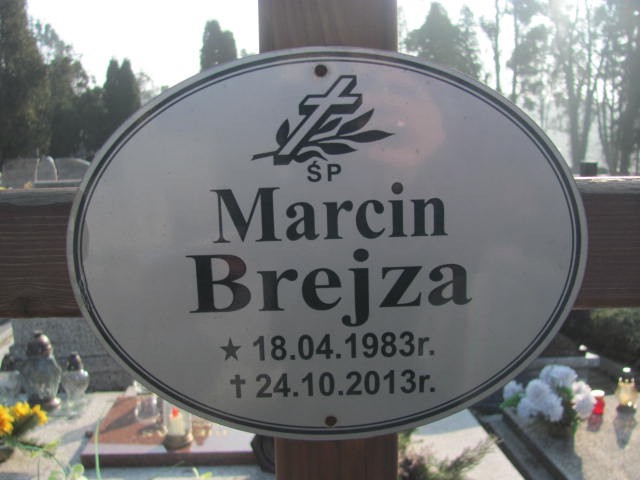 ŚP
Marcin
Brejza
★ 18.04.1983r.
✝ 24.10.2013r.